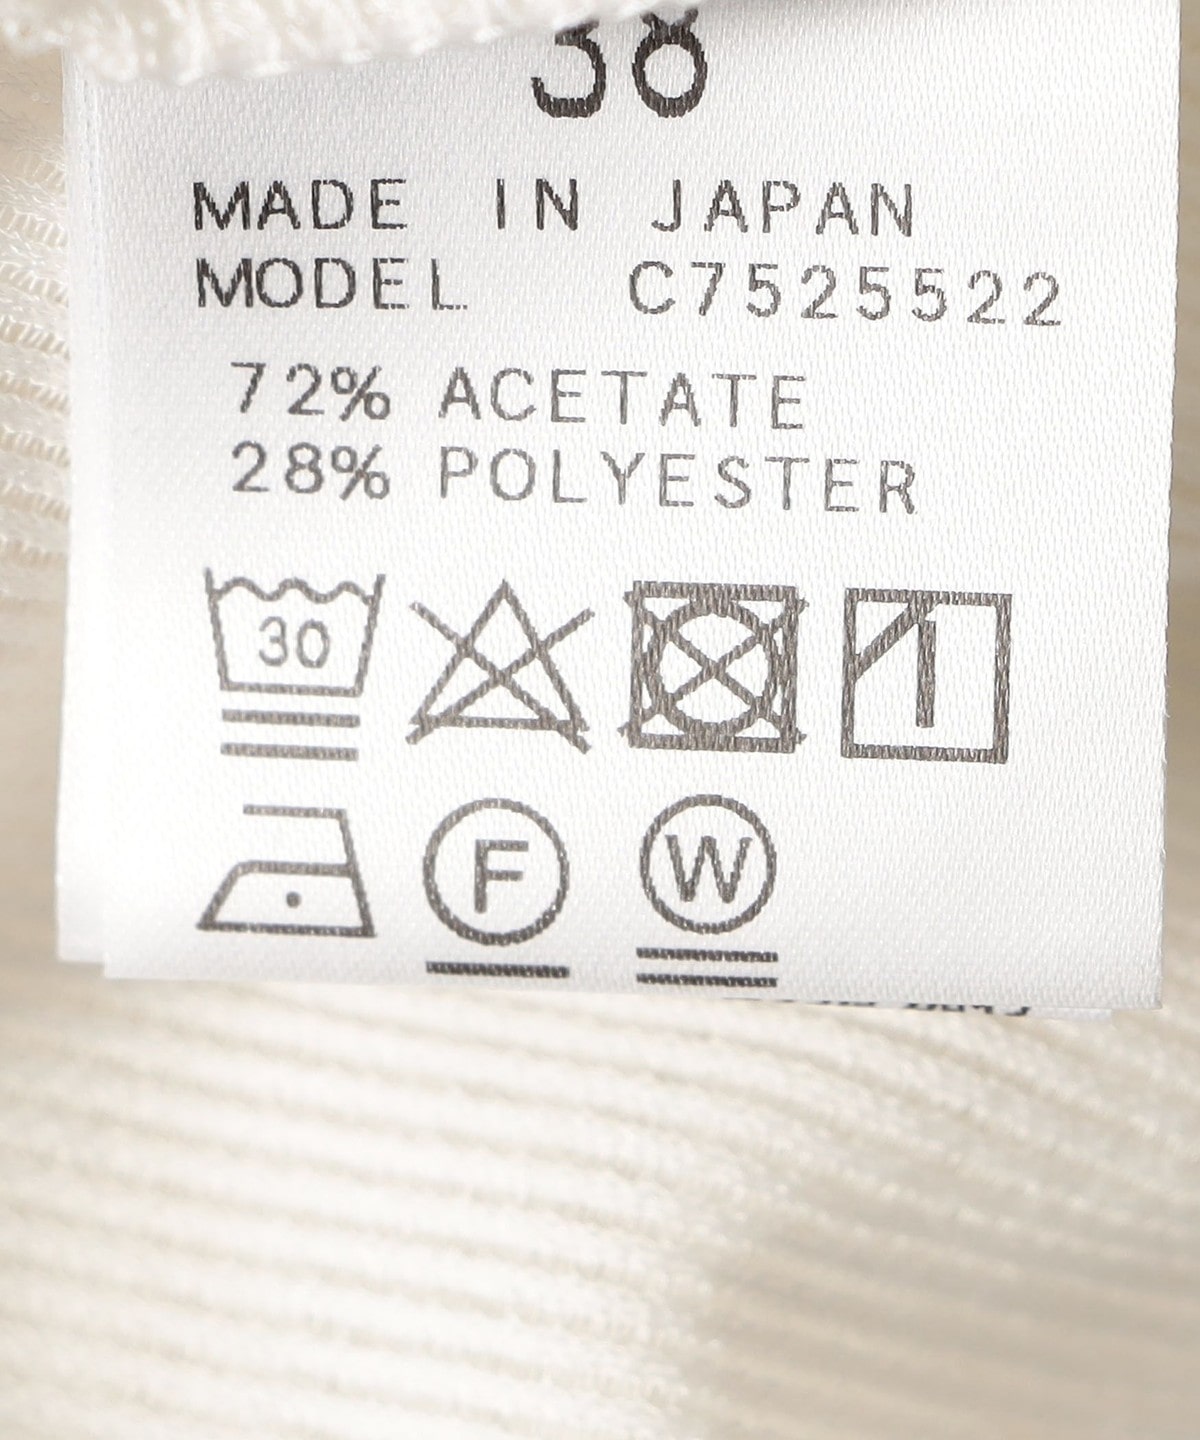 38
MADE IN JAPAN
MODEL C7525522
72% ACETATE
28% POLYESTER
30
F
W